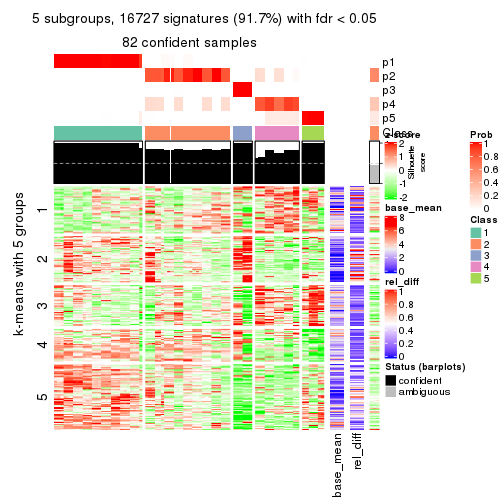 5 subgroups, 16727 signatures (91.7%) with fdr < 0.05
82 confident samples
p1
p2
p3
p4
p5
Class
Silhouette
score
k-means with 5 groups
1
2
3
4
5
base_mean
rel_diff
z-score
2
1
0
-1
-2
base_mean
8
6
4
2
0
rel_diff
1
0.8
0.6
0.4
0.2
0
Status (barplots)
confident
ambiguous
Prob
1
0.8
0.6
0.4
0.2
0
Class
1
2
3
4
5